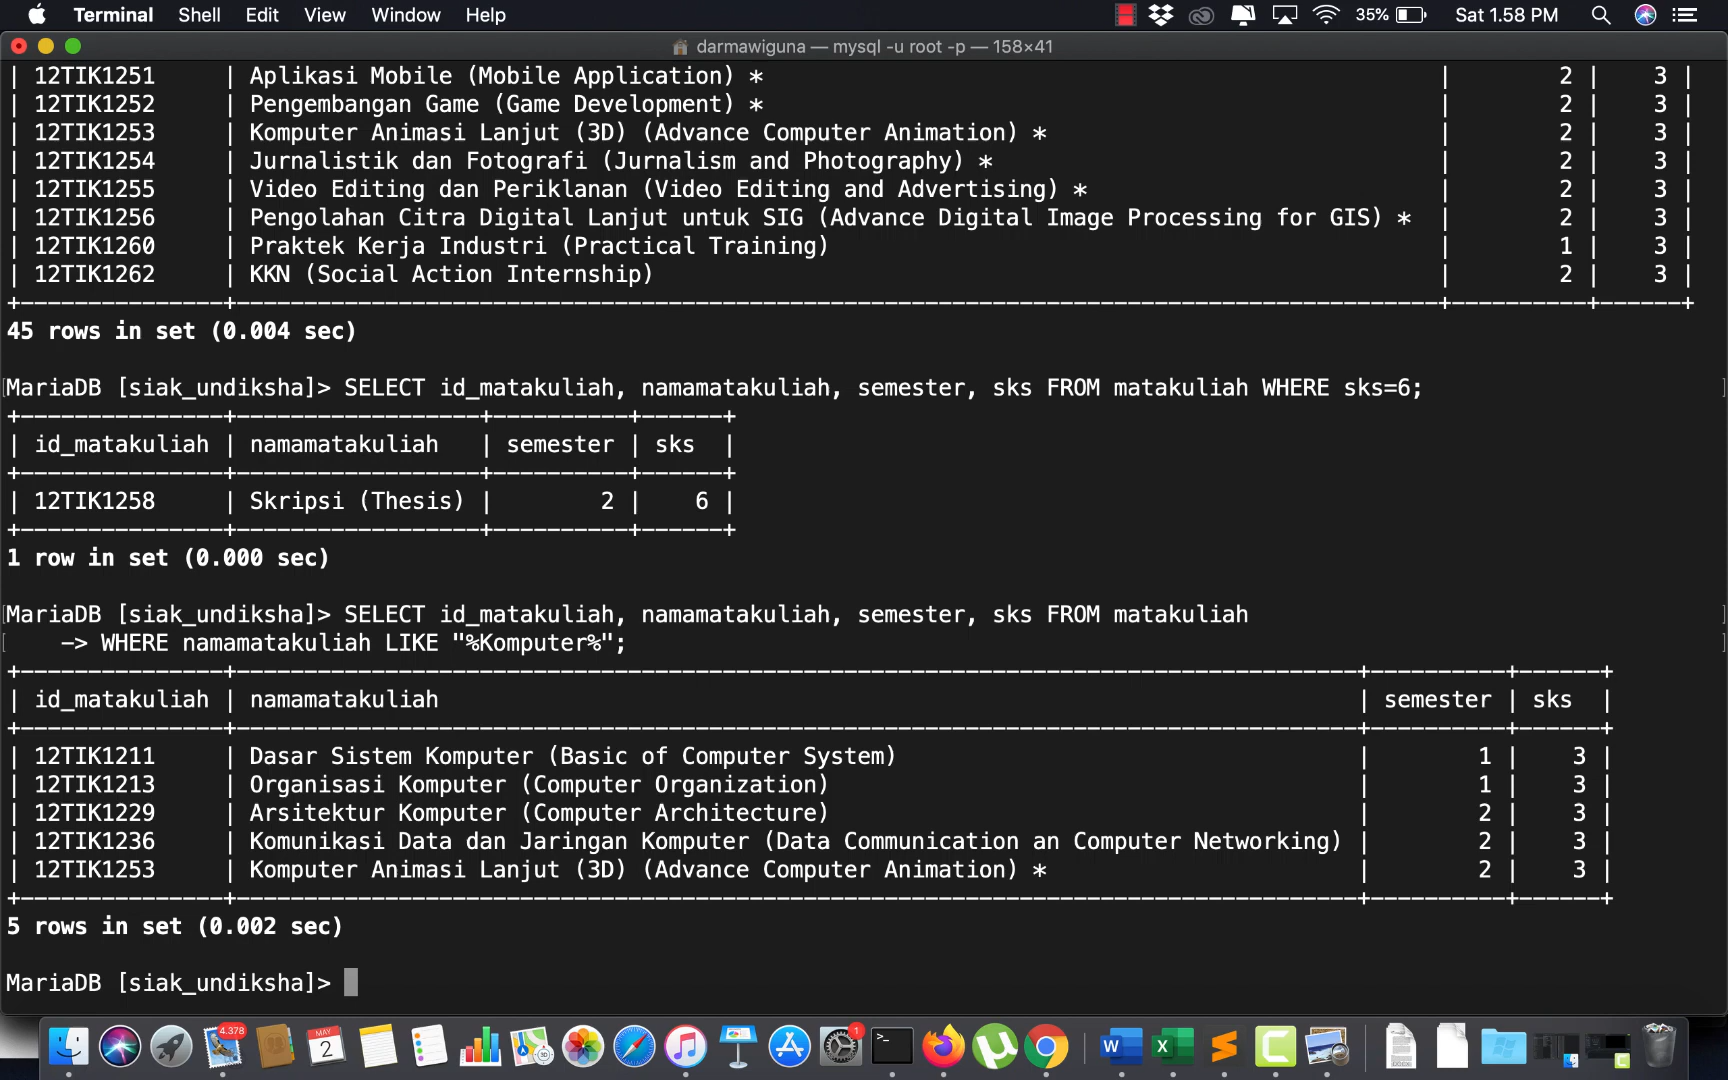 Terminal Shell Edit View Window Help 35% Sat 1.58 PM
darmawiguna — mysql -u root -p — 158×41
| 12TIK1251 | Aplikasi Mobile (Mobile Application) * | 2 | 3 |
| 12TIK1252 | Pengembangan Game (Game Development) * | 2 | 3 |
| 12TIK1253 | Komputer Animasi Lanjut (3D) (Advance Computer Animation) * | 2 | 3 |
| 12TIK1254 | Jurnalistik dan Fotografi (Jurnalism and Photography) * | 2 | 3 |
| 12TIK1255 | Video Editing dan Periklanan (Video Editing and Advertising) * | 2 | 3 |
| 12TIK1256 | Pengolahan Citra Digital Lanjut untuk SIG (Advance Digital Image Processing for GIS) * | 2 | 3 |
| 12TIK1260 | Praktek Kerja Industri (Practical Training) | 1 | 3 |
| 12TIK1262 | KKN (Social Action Internship) | 2 | 3 |
45 rows in set (0.004 sec)
MariaDB [siak_undiksha]> SELECT id_matakuliah, namamatakuliah, semester, sks FROM matakuliah WHERE sks=6;
| id_matakuliah | namamatakuliah | semester | sks |
| 12TIK1258 | Skripsi (Thesis) | 2 | 6 |
1 row in set (0.000 sec)
MariaDB [siak_undiksha]> SELECT id_matakuliah, namamatakuliah, semester, sks FROM matakuliah
-> WHERE namamatakuliah LIKE "%Komputer%";
| id_matakuliah | namamatakuliah | semester | sks |
| 12TIK1211 | Dasar Sistem Komputer (Basic of Computer System) | 1 | 3 |
| 12TIK1213 | Organisasi Komputer (Computer Organization) | 1 | 3 |
| 12TIK1229 | Arsitektur Komputer (Computer Architecture) | 2 | 3 |
| 12TIK1236 | Komunikasi Data dan Jaringan Komputer (Data Communication an Computer Networking) | 2 | 3 |
| 12TIK1253 | Komputer Animasi Lanjut (3D) (Advance Computer Animation) * | 2 | 3 |
5 rows in set (0.002 sec)
MariaDB [siak_undiksha]>
4.378
MAY
2
1
W
X